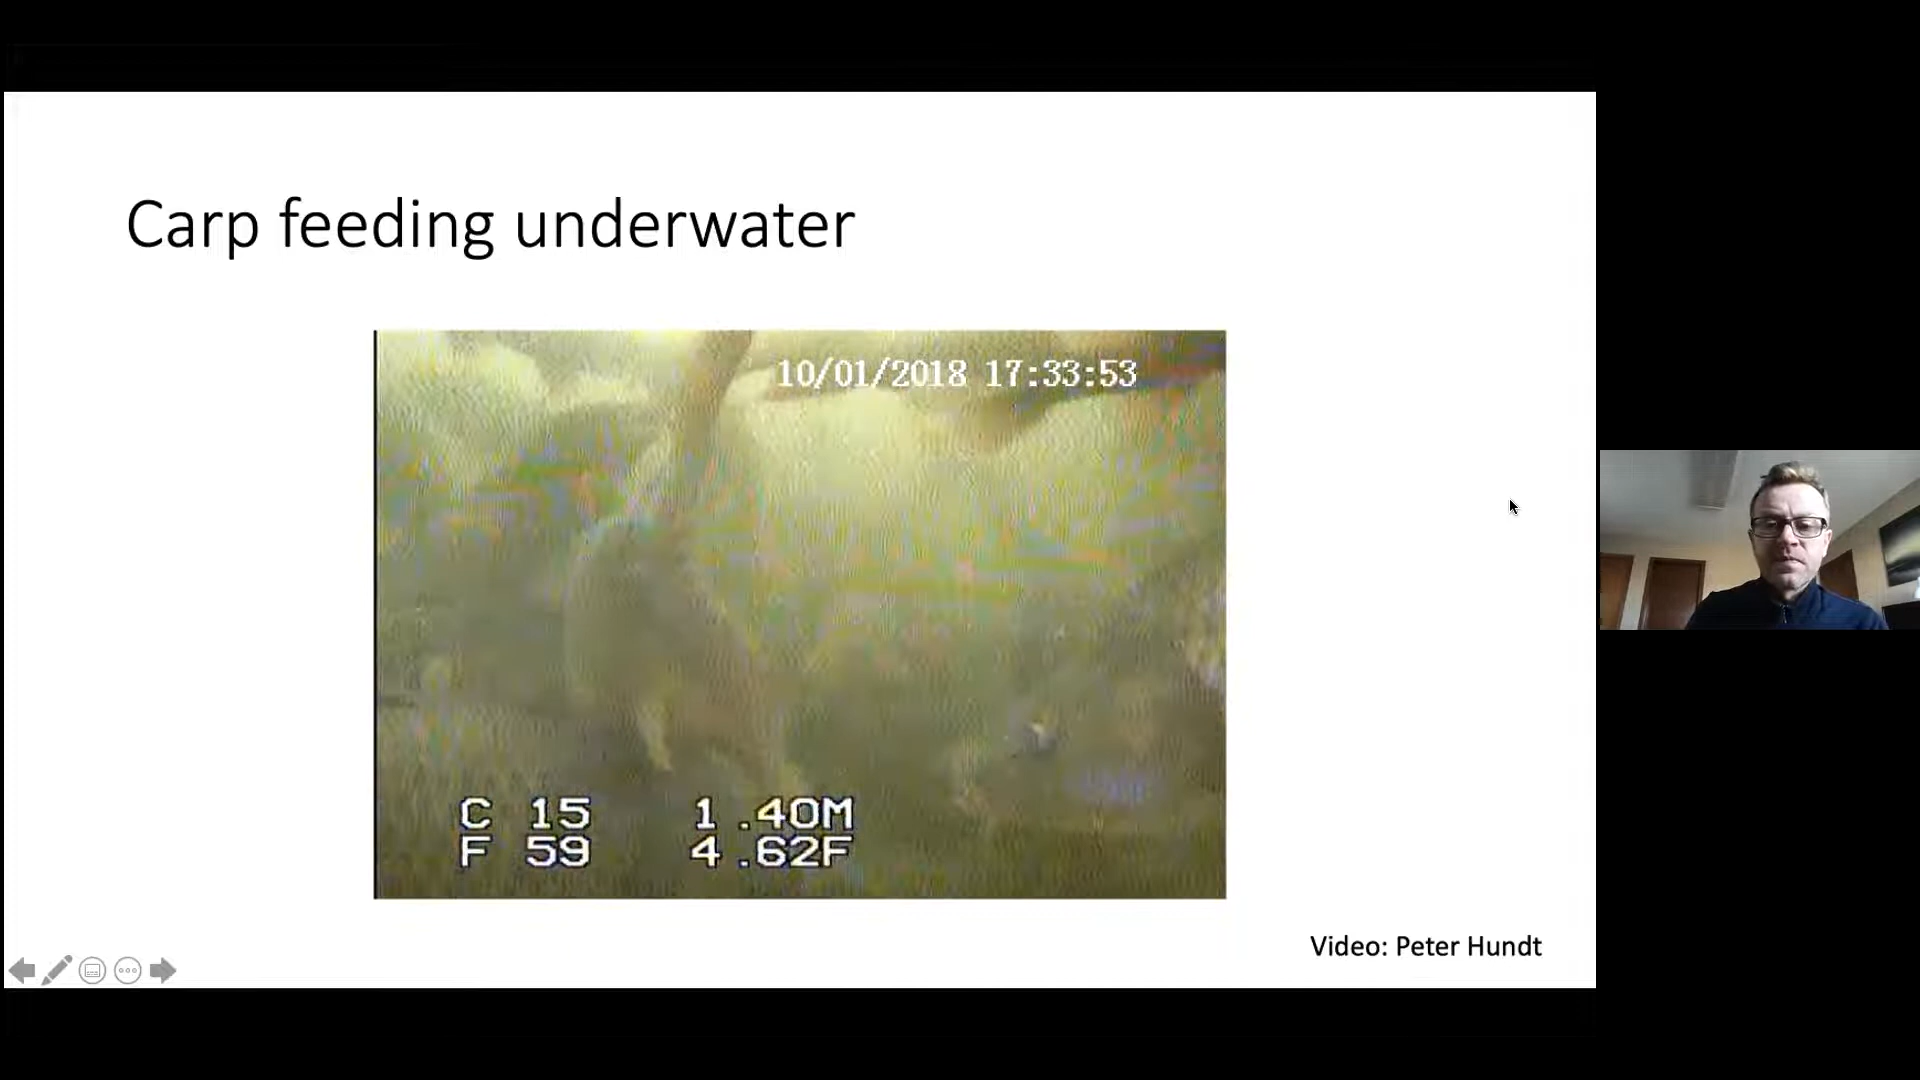 Carp feeding underwater
10/01/2018 17:33:53
C 15 1.40M
F 59 4.62F
Video: Peter Hundt